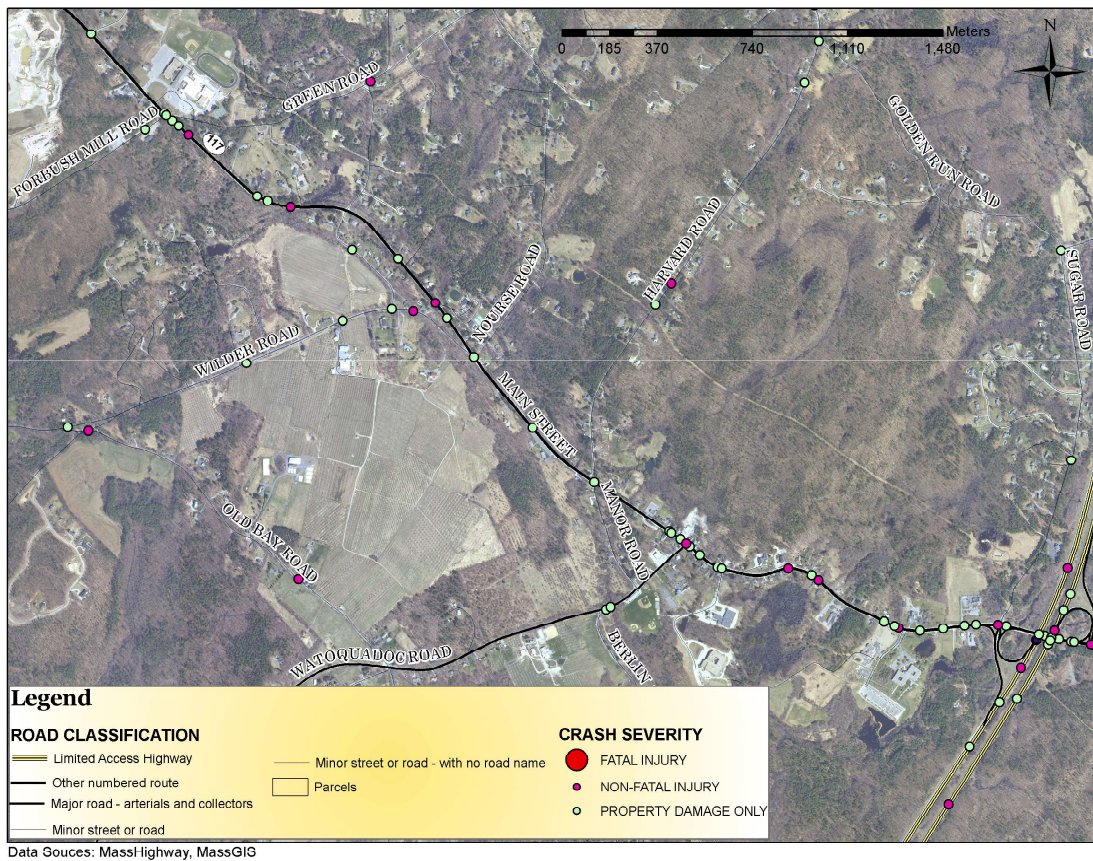 Meters
0 185 370 740 1,110 1,480
N
GREEN ROAD
FORBUSH MILL ROAD
117
GOLDEN RUN ROAD
HARVARD ROAD
SUGAR ROAD
NOURSE ROAD
WILDER ROAD
MAIN STREET
MANOR ROAD
OLD BAY ROAD
WATOQUADOC ROAD
BERLIN
Legend
ROAD CLASSIFICATION
Limited Access Highway
Other numbered route
Major road - arterials and collectors
Minor street or road
Minor street or road - with no road name
Parcels
CRASH SEVERITY
FATAL INJURY
NON-FATAL INJURY
PROPERTY DAMAGE ONLY
Data Souces: MassHighway, MassGIS